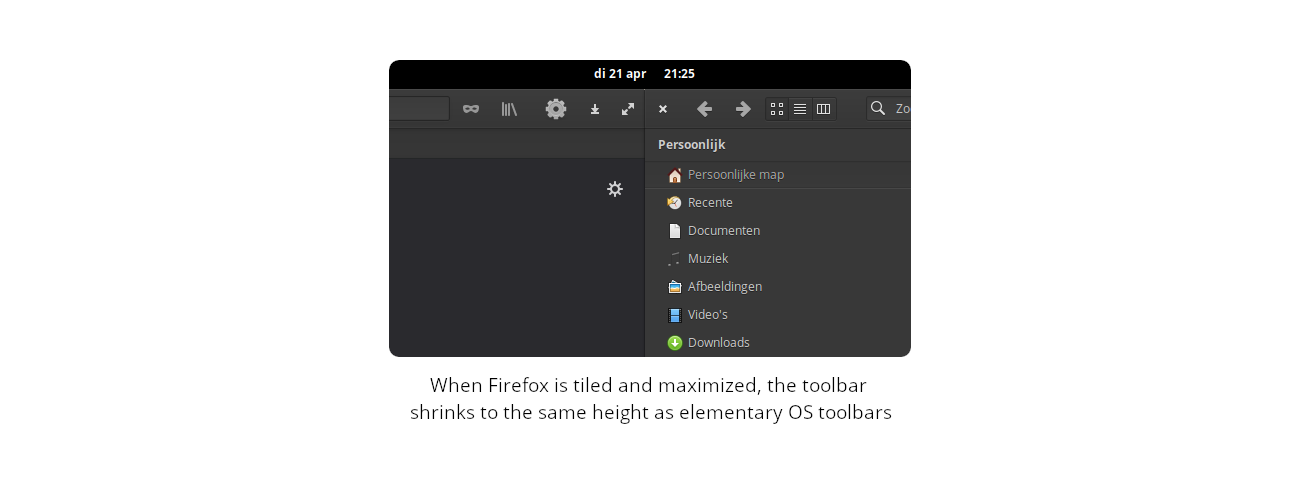 di 21 apr 21:25
Zo
Persoonlijk
Persoonlijke map
Recente
Documenten
Muziek
Afbeeldingen
Video's
Downloads
When Firefox is tiled and maximized, the toolbar
shrinks to the same height as elementary OS toolbars